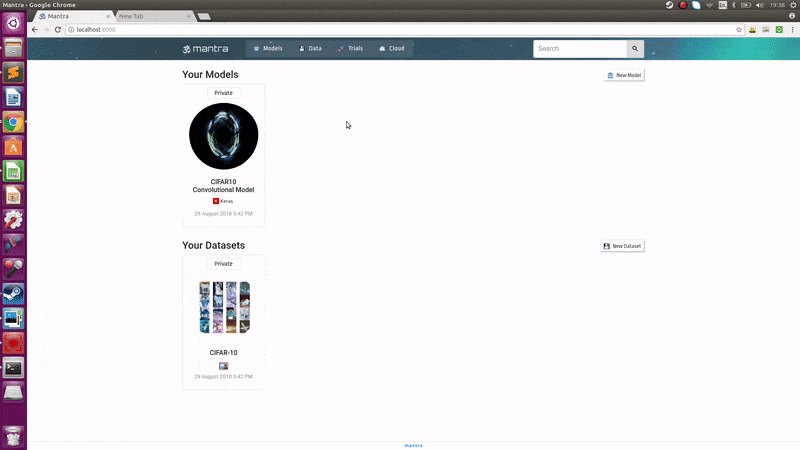 Mantra - Google Chrome
En
19:36
Mantra
New Tab
localhost:8000
mantra
Models
Data
Trials
Cloud
Search
Your Models
New Model
Private
CIFAR10
Convolutional Model
Keras
29 August 2018 5:42 PM
Your Datasets
New Dataset
Private
CIFAR-10
29 August 2018 5:42 PM
mantra